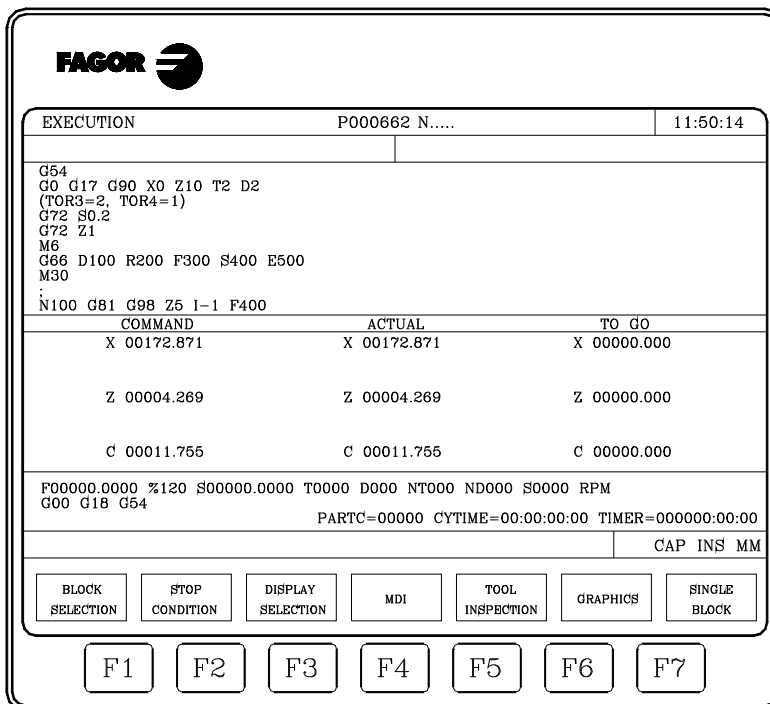 FAGOR
EXECUTION P000662 N..... 11:50:14
G54
G0 G17 G90 X0 Z10 T2 D2
(TOR3=2, TOR4=1)
G72 S0.2
G72 Z1
M6
G66 D100 R200 F300 S400 E500
M30
;
N100 G81 G98 Z5 I-1 F400
COMMAND ACTUAL TO GO
X 00172.871 X 00172.871 X 00000.000
Z 00004.269 Z 00004.269 Z 00000.000
C 00011.755 C 00011.755 C 00000.000
F00000.0000 %120 S00000.0000 T0000 D000 NT000 ND000 S0000 RPM
G00 G18 G54
PARTC=00000 CYTIME=00:00:00:00 TIMER=000000:00:00
CAP INS MM
BLOCK SELECTION
STOP CONDITION
DISPLAY SELECTION
MDI
TOOL INSPECTION
GRAPHICS
SINGLE BLOCK
F1 F2 F3 F4 F5 F6 F7